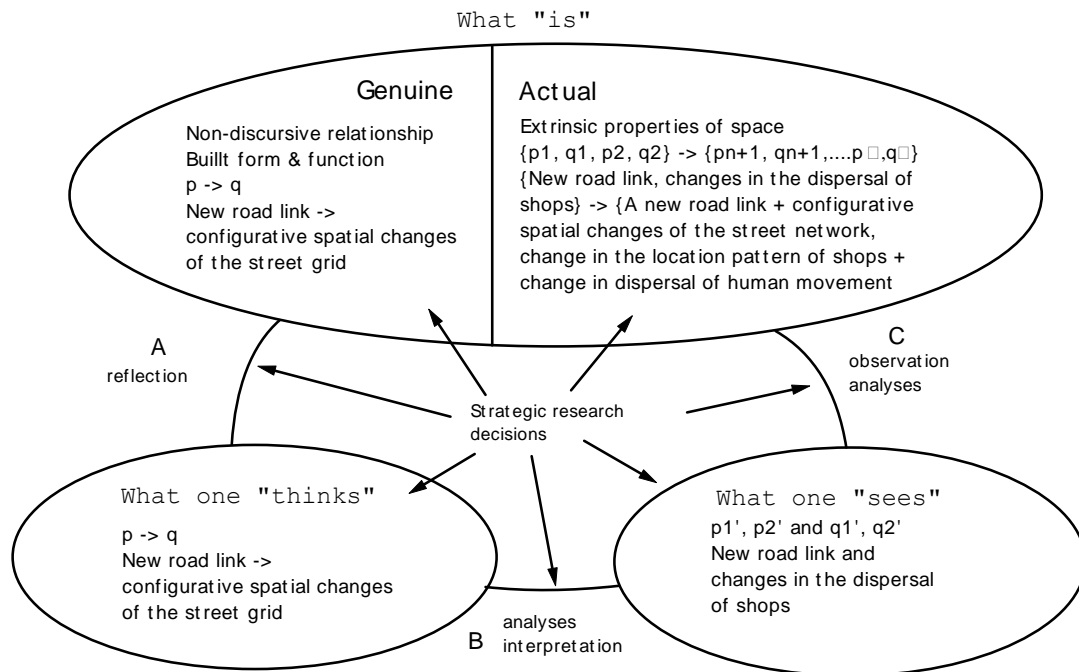 What "is"
Genuine
Non-discursive relationship
Buillt form & function
p -> q
New road link ->
configurative spatial changes
of the street grid
Actual
Extrinsic properties of space
{p1, q1, p2, q2} -> {pn+1, qn+1,....p□,q□}
{New road link, changes in the dispersal of
shops} -> {A new road link + configurative
spatial changes of the street network,
change in the location pattern of shops +
change in dispersal of human movement
A
reflection
C
observation
analyses
Strategic research
decisions
What one "thinks"
p -> q
New road link ->
configurative spatial changes
of the street grid
What one "sees"
p1', p2' and q1', q2'
New road link and
changes in the dispersal
of shops
B
analyses
interpretation